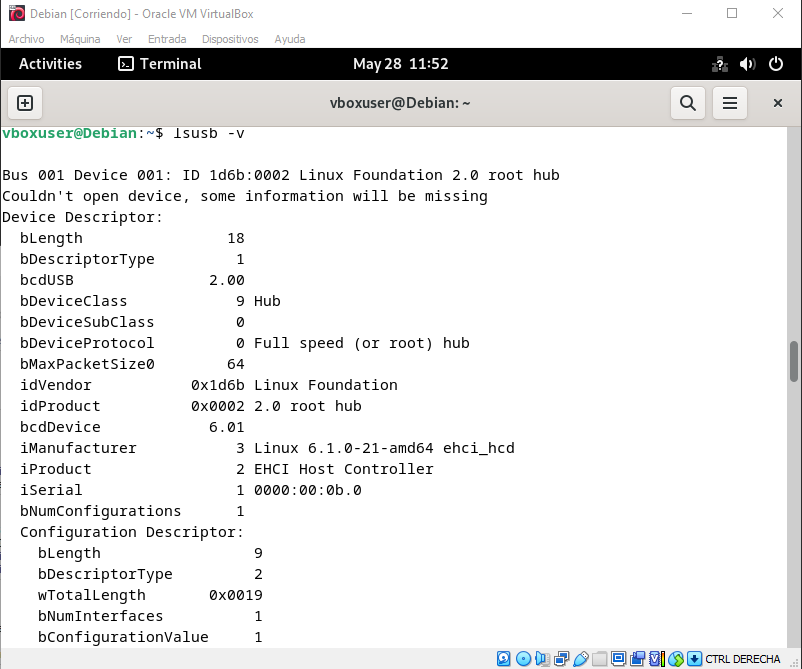 Debian [Corriendo] - Oracle VM VirtualBox
Archivo Máquina Ver Entrada Dispositivos Ayuda
Activities Terminal May 28 11:52
vboxuser@Debian: ~
vboxuser@Debian:~$ lsusb -v
Bus 001 Device 001: ID 1d6b:0002 Linux Foundation 2.0 root hub
Couldn't open device, some information will be missing
Device Descriptor:
bLength 18
bDescriptorType 1
bcdUSB 2.00
bDeviceClass 9 Hub
bDeviceSubClass 0
bDeviceProtocol 0 Full speed (or root) hub
bMaxPacketSize0 64
idVendor 0x1d6b Linux Foundation
idProduct 0x0002 2.0 root hub
bcdDevice 6.01
iManufacturer 3 Linux 6.1.0-21-amd64 ehci_hcd
iProduct 2 EHCI Host Controller
iSerial 1 0000:00:0b.0
bNumConfigurations 1
Configuration Descriptor:
bLength 9
bDescriptorType 2
wTotalLength 0x0019
bNumInterfaces 1
bConfigurationValue 1
CTRL DERECHA